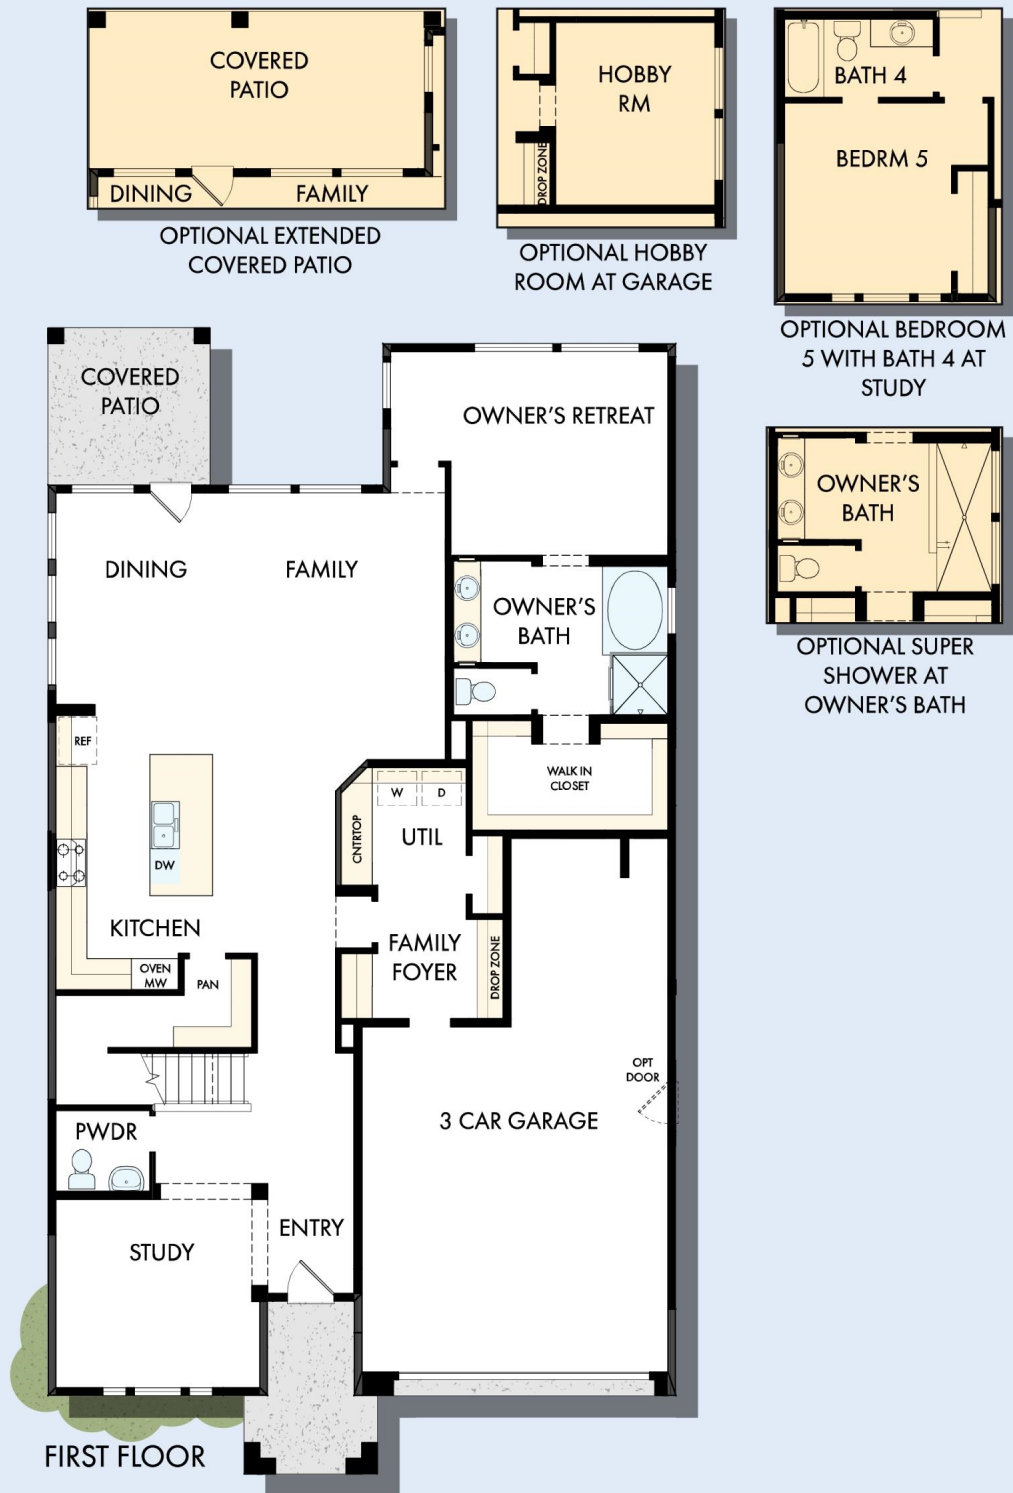 COVERED
PATIO
DINING
FAMILY
OPTIONAL EXTENDED
COVERED PATIO
HOBBY
RM
DROP ZONE
OPTIONAL HOBBY
ROOM AT GARAGE
BATH 4
BEDRM 5
OPTIONAL BEDROOM
5 WITH BATH 4 AT
STUDY
OWNER'S
BATH
OPTIONAL SUPER
SHOWER AT
OWNER'S BATH
COVERED
PATIO
OWNER'S RETREAT
DINING
FAMILY
OWNER'S
BATH
REF
WALK IN
CLOSET
W
D
CNTRTOP
UTIL
DW
KITCHEN
FAMILY
FOYER
DROP ZONE
OVEN
MW
PAN
OPT
DOOR
3 CAR GARAGE
PWDR
ENTRY
STUDY
FIRST FLOOR